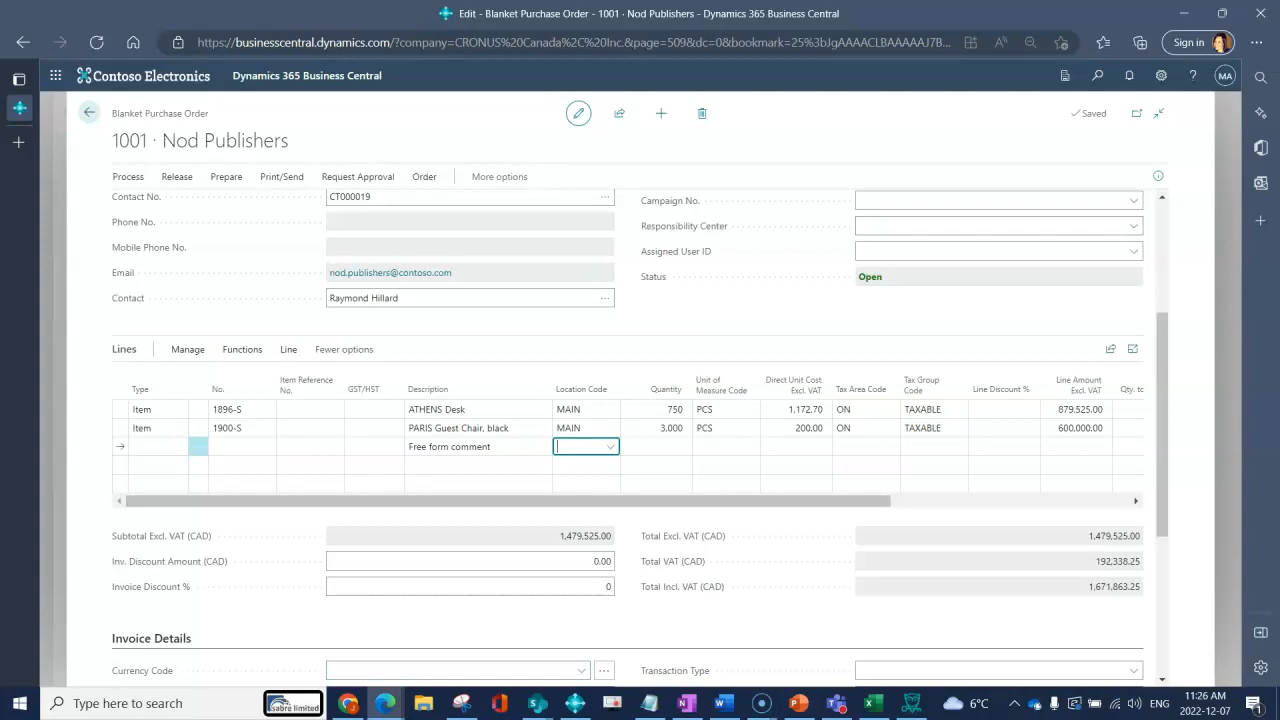 Edit - Blanket Purchase Order - 1001 · Nod Publishers - Dynamics 365 Business Central
https://businesscentral.dynamics.com/?company=CRONUS%20Canada%2C%20Inc.&page=509&dc=0&bookmark=25%3bJgAAAACLBAAAAAJ7B...
Sign in
Contoso Electronics
Dynamics 365 Business Central
MA
Blanket Purchase Order
Saved
1001 · Nod Publishers
Process Release Prepare Print/Send Request Approval Order More options
Contact No. CT000019 Campaign No.
Phone No. Responsibility Center
Mobile Phone No. Assigned User ID
Email nod.publishers@contoso.com Status Open
Contact Raymond Hillard
Lines Manage Functions Line Fewer options
Type No. Item Reference No. GST/HST Description Location Code Quantity Unit of Measure Code Direct Unit Cost Excl. VAT Tax Area Code Tax Group Code Line Discount % Line Amount Excl. VAT Qty. to
Item 1896-S ATHENS Desk MAIN 750 PCS 1,172.70 ON TAXABLE 879,525.00
Item 1900-S PARIS Guest Chair, black MAIN 3,000 PCS 200.00 ON TAXABLE 600,000.00
Free form comment
Subtotal Excl. VAT (CAD) 1,479,525.00 Total Excl. VAT (CAD) 1,479,525.00
Inv. Discount Amount (CAD) 0.00 Total VAT (CAD) 192,338.25
Invoice Discount % 0 Total Incl. VAT (CAD) 1,671,863.25
Invoice Details
Currency Code Transaction Type
Type here to search
sabre limited
6°C
ENG
11:26 AM
2022-12-07